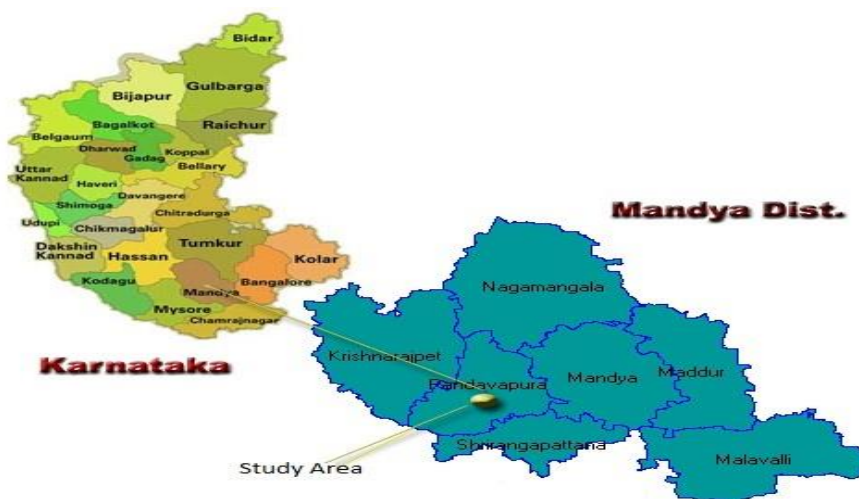 Bidar
Gulbarga
Bijapur
Bagalkot
Raichur
Belgaum
Dharwad
Koppal
Gadag
Uttar
Kannad
Bellary
Haveri
Davangere
Shimoga
Chitradurga
Udupi
Chikmagalur
Dakshin
Kannad
Tumkur
Hassan
Kolar
Kodagu
Bangalore
Mandya
Mysore
Chamrajnagar
Karnataka
Mandya Dist.
Nagamangala
Krishnarajpet
Pandavapura
Mandya
Maddur
Shrirangapattana
Malavalli
Study Area